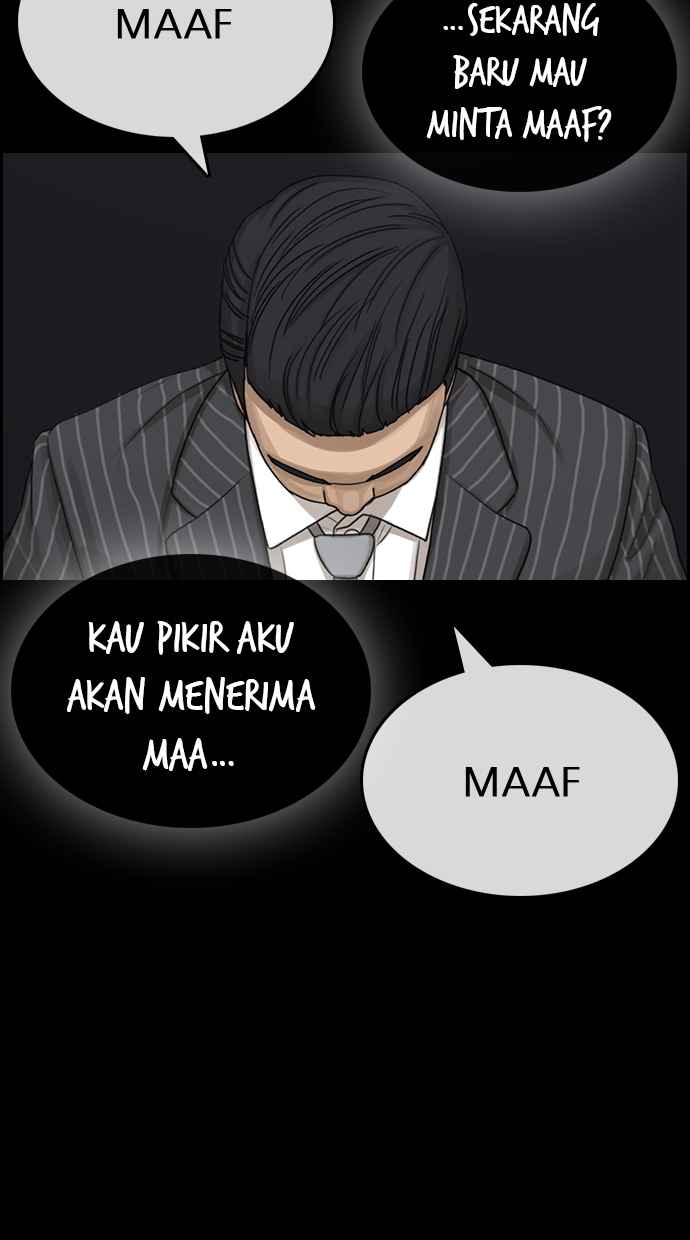 MAAF
...SEKARANG
BARU MAU
MINTA MAAF?
KAU PIKIR AKU
AKAN MENERIMA
MAA...
MAAF